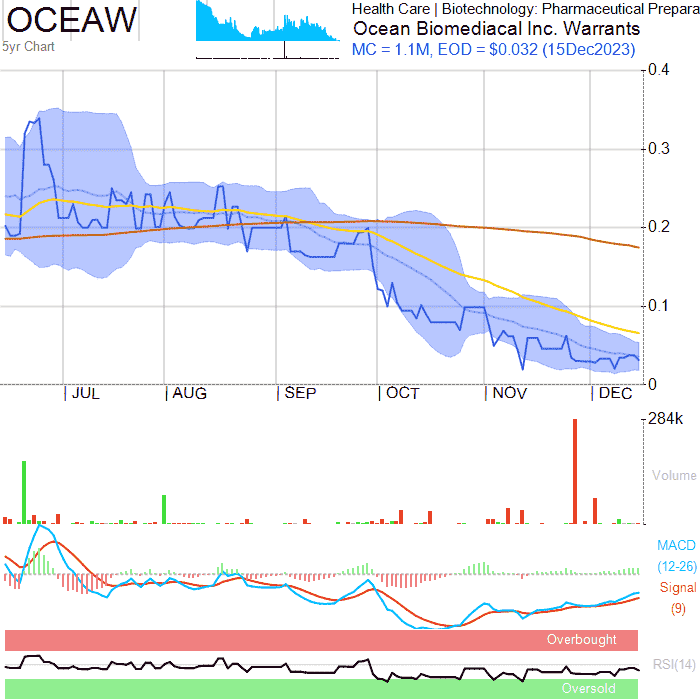 OCEAW
5yr Chart
Health Care | Biotechnology: Pharmaceutical Prepara
Ocean Biomediacal Inc. Warrants
MC = 1.1M, EOD = $0.032 (15Dec2023)
0.4
0.3
0.2
0.1
0
JUL AUG SEP OCT NOV DEC
284k
Volume
MACD
(12-26)
Signal
(9)
Overbought
RSI(14)
Oversold